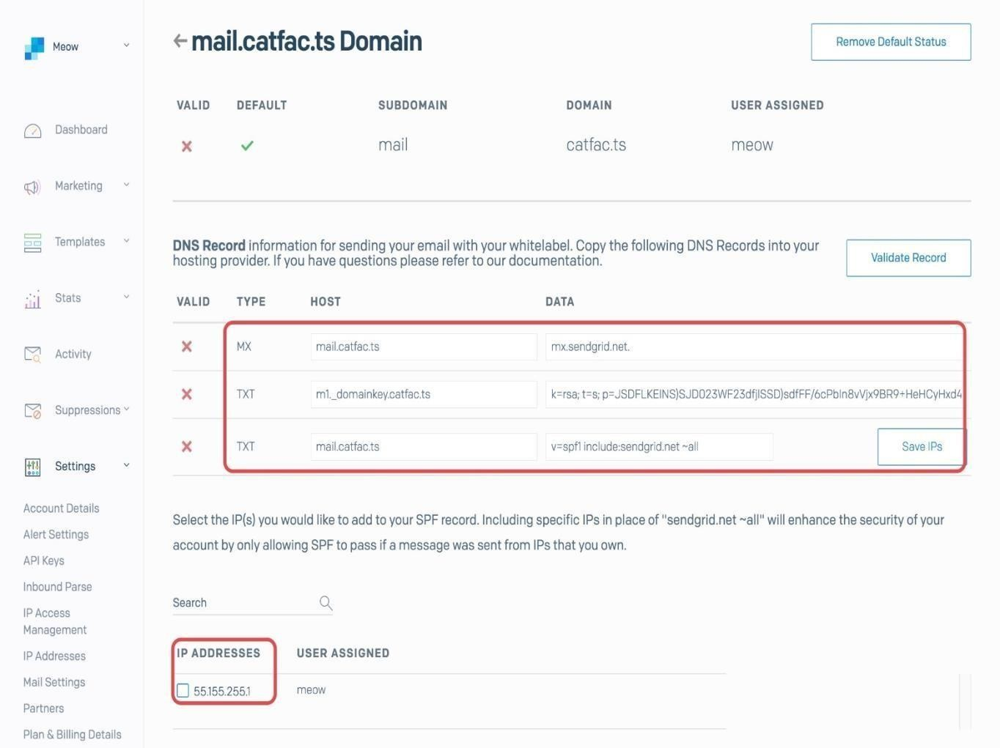 Meow
Dashboard
Marketing
Templates
Stats
Activity
Suppressions
Settings
Account Details
Alert Settings
API Keys
Inbound Parse
IP Access
Management
IP Addresses
Mail Settings
Partners
Plan & Billing Details
mail.catfac.ts Domain
Remove Default Status
VALID DEFAULT SUBDOMAIN DOMAIN USER ASSIGNED
mail catfac.ts meow
DNS Record information for sending your email with your whitelabel. Copy the following DNS Records into your
hosting provider. If you have questions please refer to our documentation.
Validate Record
VALID TYPE HOST DATA
MX mail.catfac.ts mx.sendgrid.net.
TXT m1._domainkey.catfac.ts k=rsa; t=s; p=JSDFLKEINS)SJD023WF23dfjlSSD)sdfFF/6cPbIn8vVjx9BR9+HeHCyHxd4
TXT mail.catfac.ts v=spf1 include:sendgrid.net ~all Save IPs
Select the IP(s) you would like to add to your SPF record. Including specific IPs in place of "sendgrid.net ~all" will enhance the security of your
account by only allowing SPF to pass if a message was sent from IPs that you own.
Search
IP ADDRESSES USER ASSIGNED
55.155.255.1 meow